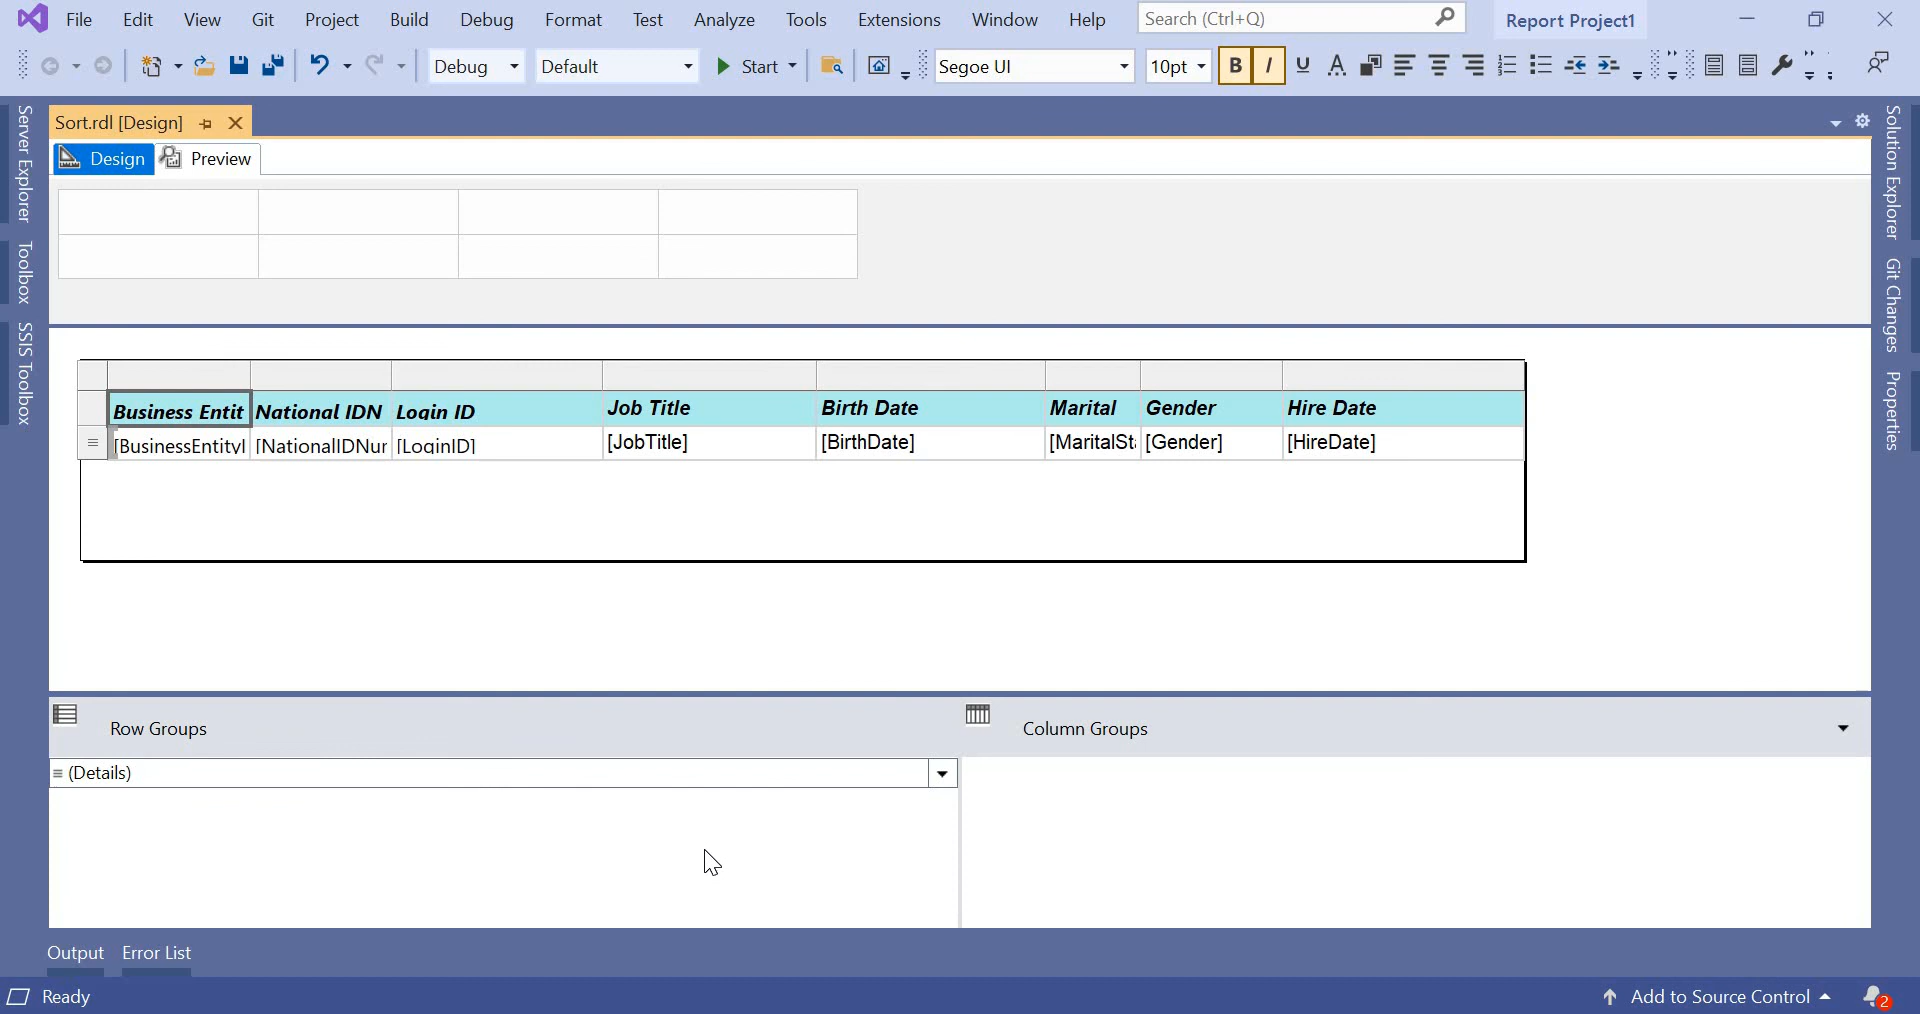 File Edit View Git Project Build Debug Format Test Analyze Tools Extensions Window Help Search (Ctrl+Q) Report Project1
Debug Default Start Segoe UI 10pt B I U A
Sort.rdl [Design]
Design Preview
Business Entit National IDN Login ID Job Title Birth Date Marital Gender Hire Date
[BusinessEntityI [NationalIDNur [LoginID] [JobTitle] [BirthDate] [MaritalSta [Gender] [HireDate]
Row Groups Column Groups
(Details)
Output Error List
Ready Add to Source Control 2
Server Explorer
Toolbox
SSIS Toolbox
Solution Explorer
Git Changes
Properties